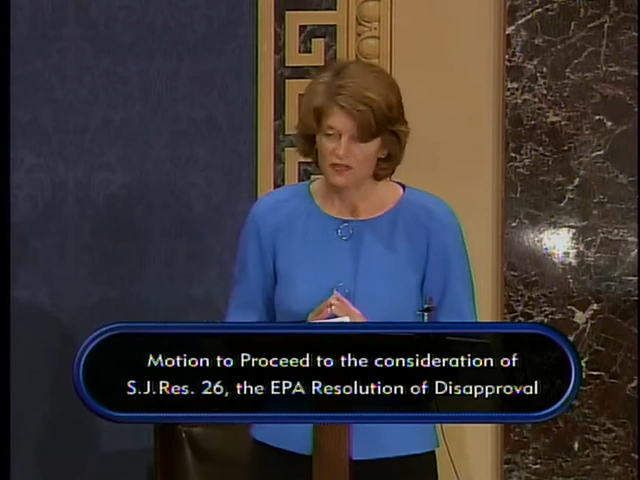 Motion to Proceed to the consideration of
S.J.Res. 26, the EPA Resolution of Disapproval